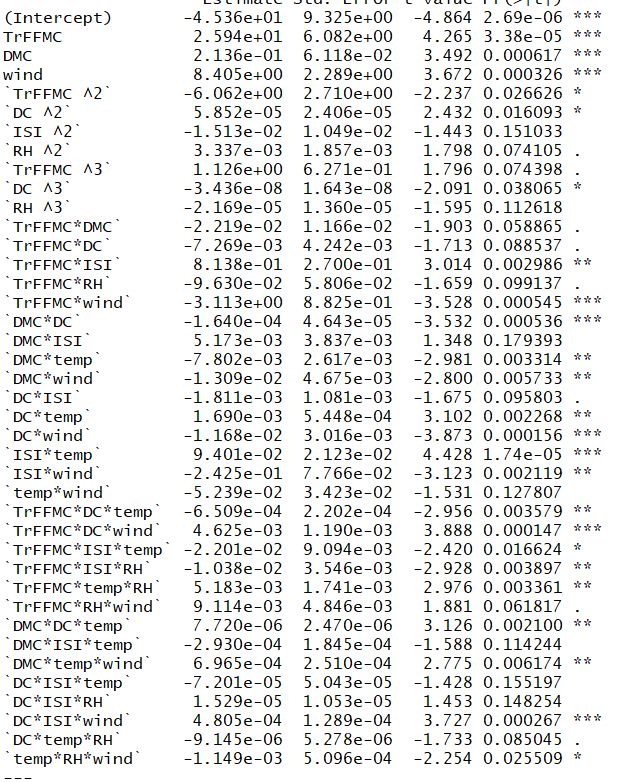 Estimate Std. Error t value Pr(>|t|)
(Intercept) -4.536e+01 9.325e+00 -4.864 2.69e-06 ***
TrFFMC 2.594e+01 6.082e+00 4.265 3.38e-05 ***
DMC 2.136e-01 6.118e-02 3.492 0.000617 ***
wind 8.405e+00 2.289e+00 3.672 0.000326 ***
`TrFFMC ^2` -6.062e+00 2.710e+00 -2.237 0.026626 *
`DC ^2` 5.852e-05 2.406e-05 2.432 0.016093 *
`ISI ^2` -1.513e-02 1.049e-02 -1.443 0.151033
`RH ^2` 3.337e-03 1.857e-03 1.798 0.074105 .
`TrFFMC ^3` 1.126e+00 6.271e-01 1.796 0.074398 .
`DC ^3` -3.436e-08 1.643e-08 -2.091 0.038065 *
`RH ^3` -2.169e-05 1.360e-05 -1.595 0.112618
`TrFFMC*DMC` -2.219e-02 1.166e-02 -1.903 0.058865 .
`TrFFMC*DC` -7.269e-03 4.242e-03 -1.713 0.088537 .
`TrFFMC*ISI` 8.138e-01 2.700e-01 3.014 0.002986 **
`TrFFMC*RH` -9.630e-02 5.806e-02 -1.659 0.099137 .
`TrFFMC*wind` -3.113e+00 8.825e-01 -3.528 0.000545 ***
`DMC*DC` -1.640e-04 4.643e-05 -3.532 0.000536 ***
`DMC*ISI` 5.173e-03 3.837e-03 1.348 0.179393
`DMC*temp` -7.802e-03 2.617e-03 -2.981 0.003314 **
`DMC*wind` -1.309e-02 4.675e-03 -2.800 0.005733 **
`DC*ISI` -1.811e-03 1.081e-03 -1.675 0.095803 .
`DC*temp` 1.690e-03 5.448e-04 3.102 0.002268 **
`DC*wind` -1.168e-02 3.016e-03 -3.873 0.000156 ***
`ISI*temp` 9.401e-02 2.123e-02 4.428 1.74e-05 ***
`ISI*wind` -2.425e-01 7.766e-02 -3.123 0.002119 **
`temp*wind` -5.239e-02 3.423e-02 -1.531 0.127807
`TrFFMC*DC*temp` -6.509e-04 2.202e-04 -2.956 0.003579 **
`TrFFMC*DC*wind` 4.625e-03 1.190e-03 3.888 0.000147 ***
`TrFFMC*ISI*temp` -2.201e-02 9.094e-03 -2.420 0.016624 *
`TrFFMC*ISI*RH` -1.038e-02 3.546e-03 -2.928 0.003897 **
`TrFFMC*temp*RH` 5.183e-03 1.741e-03 2.976 0.003361 **
`TrFFMC*RH*wind` 9.114e-03 4.846e-03 1.881 0.061817 .
`DMC*DC*temp` 7.720e-06 2.470e-06 3.126 0.002100 **
`DMC*ISI*temp` -2.930e-04 1.845e-04 -1.588 0.114244
`DMC*temp*wind` 6.965e-04 2.510e-04 2.775 0.006174 **
`DC*ISI*temp` -7.201e-05 5.043e-05 -1.428 0.155197
`DC*ISI*RH` 1.529e-05 1.053e-05 1.453 0.148254
`DC*ISI*wind` 4.805e-04 1.289e-04 3.727 0.000267 ***
`DC*temp*RH` -9.145e-06 5.278e-06 -1.733 0.085045 .
`temp*RH*wind` -1.149e-03 5.096e-04 -2.254 0.025509 *
---